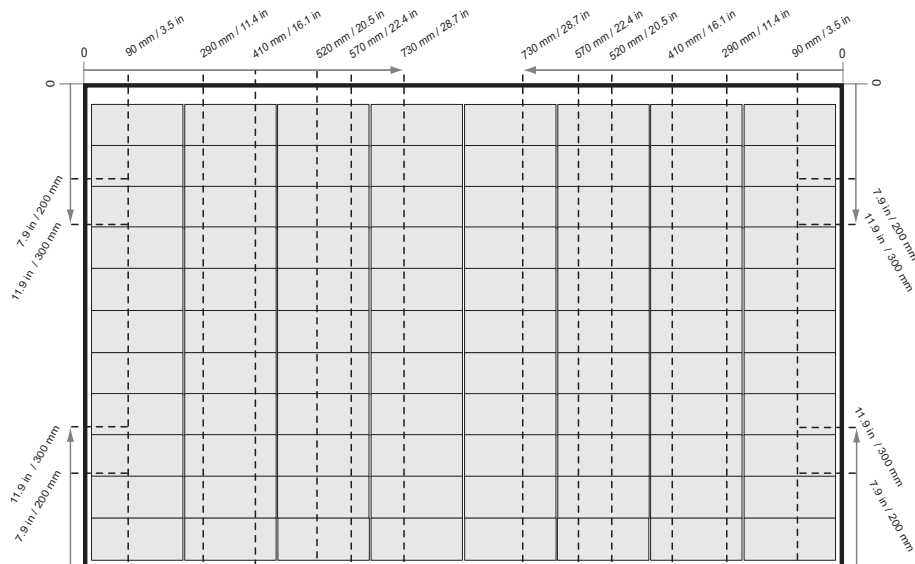 90 mm / 3.5 in
290 mm / 11.4 in
410 mm / 16.1 in
520 mm / 20.5 in
570 mm / 22.4 in
730 mm / 28.7 in
730 mm / 28.7 in
570 mm / 22.4 in
520 mm / 20.5 in
410 mm / 16.1 in
290 mm / 11.4 in
90 mm / 3.5 in
0
0
0
0
7.9 in / 200 mm
11.9 in / 300 mm
7.9 in / 200 mm
11.9 in / 300 mm
11.9 in / 300 mm
7.9 in / 200 mm
11.9 in / 300 mm
7.9 in / 200 mm